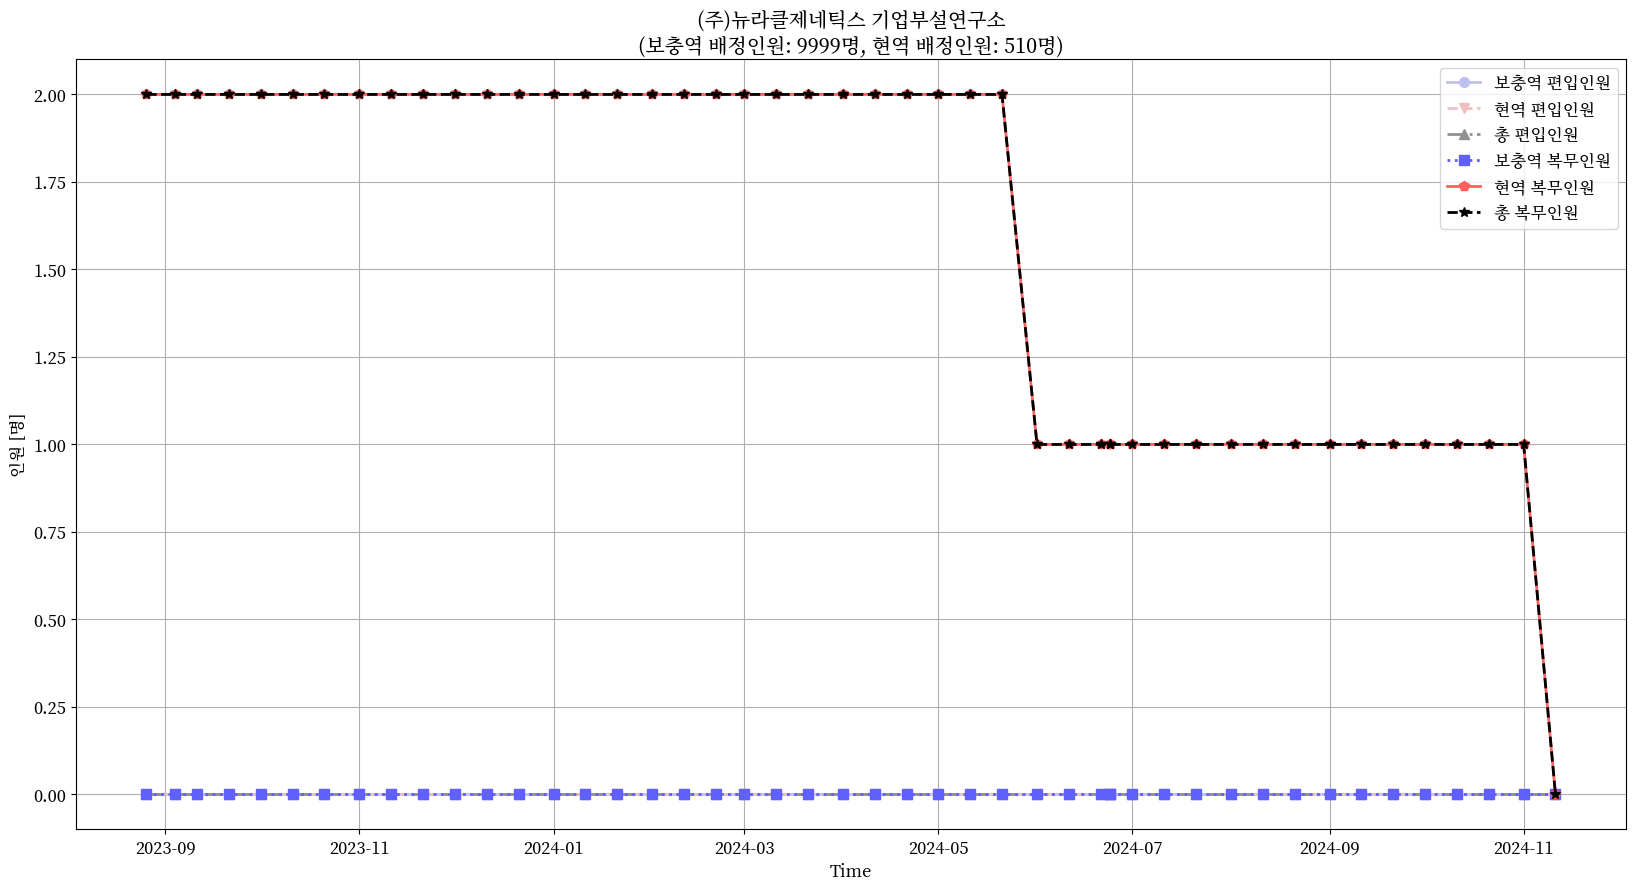 (주)뉴라클제네틱스 기업부설연구소
(보충역 배정인원: 9999명, 현역 배정인원: 510명)
보충역 편입인원
현역 편입인원
총 편입인원
보충역 복무인원
현역 복무인원
총 복무인원
인원 [명]
2.00
1.75
1.50
1.25
1.00
0.75
0.50
0.25
0.00
2023-09
2023-11
2024-01
2024-03
2024-05
2024-07
2024-09
2024-11
Time